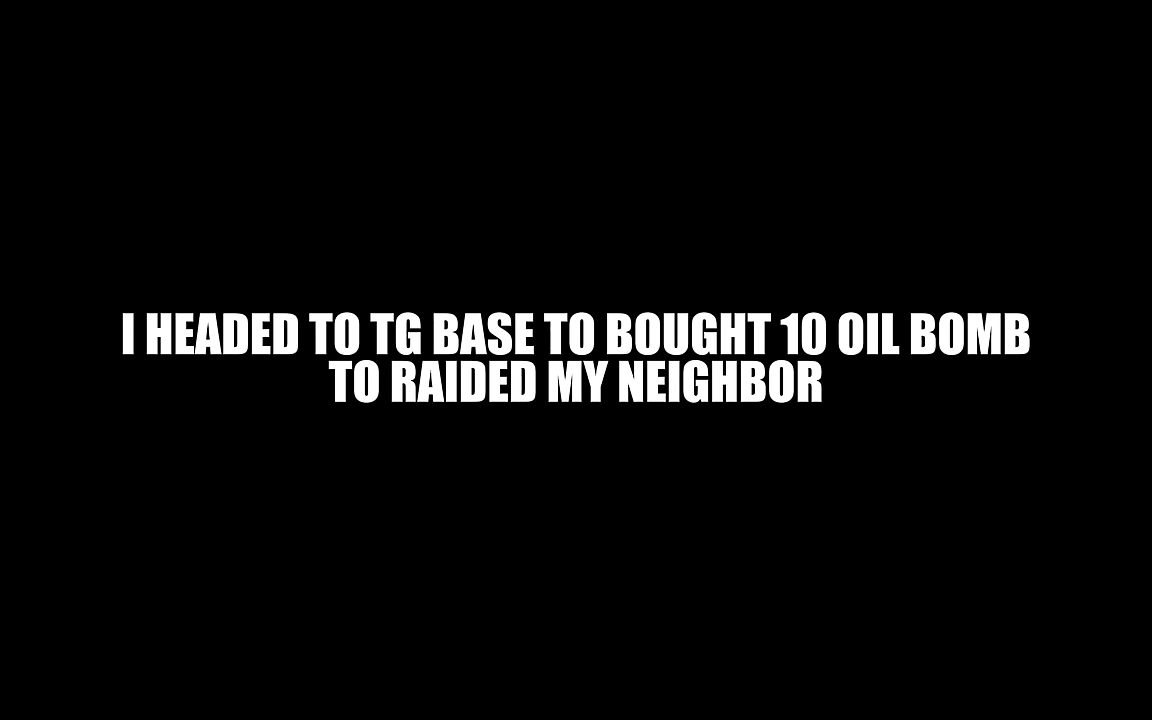 I HEADED TO TG BASE TO BOUGHT 10 OIL BOMB
TO RAIDED MY NEIGHBOR